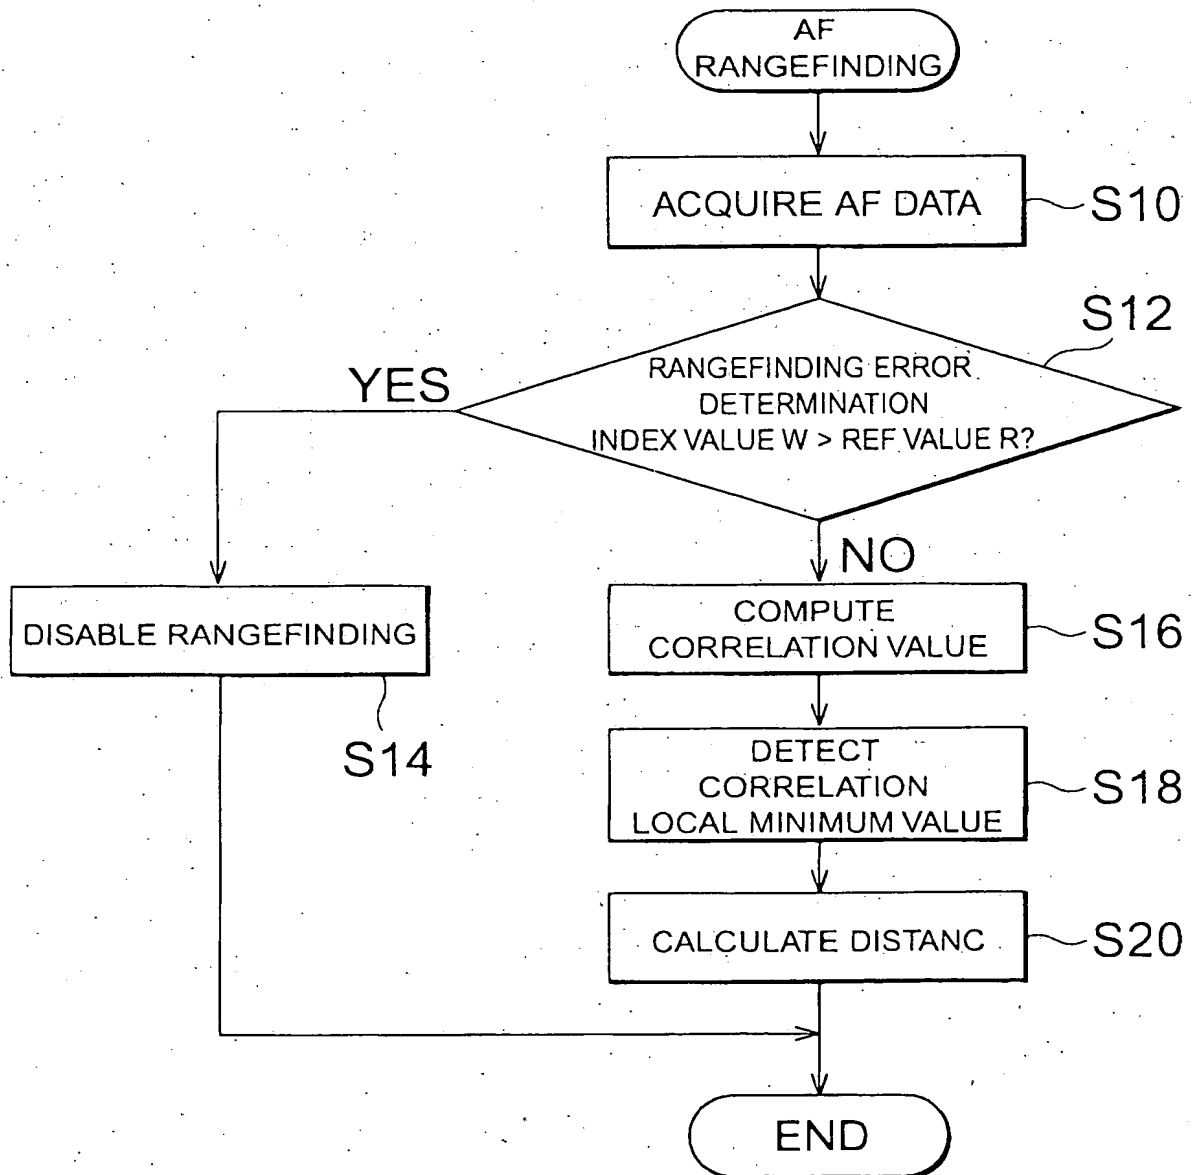 AF
RANGEFINDING
ACQUIRE AF DATA
S10
S12
RANGEFINDING ERROR
DETERMINATION
INDEX VALUE W > REF VALUE R?
YES
NO
DISABLE RANGEFINDING
S14
COMPUTE
CORRELATION VALUE
S16
DETECT
CORRELATION
LOCAL MINIMUM VALUE
S18
CALCULATE DISTANC
S20
END